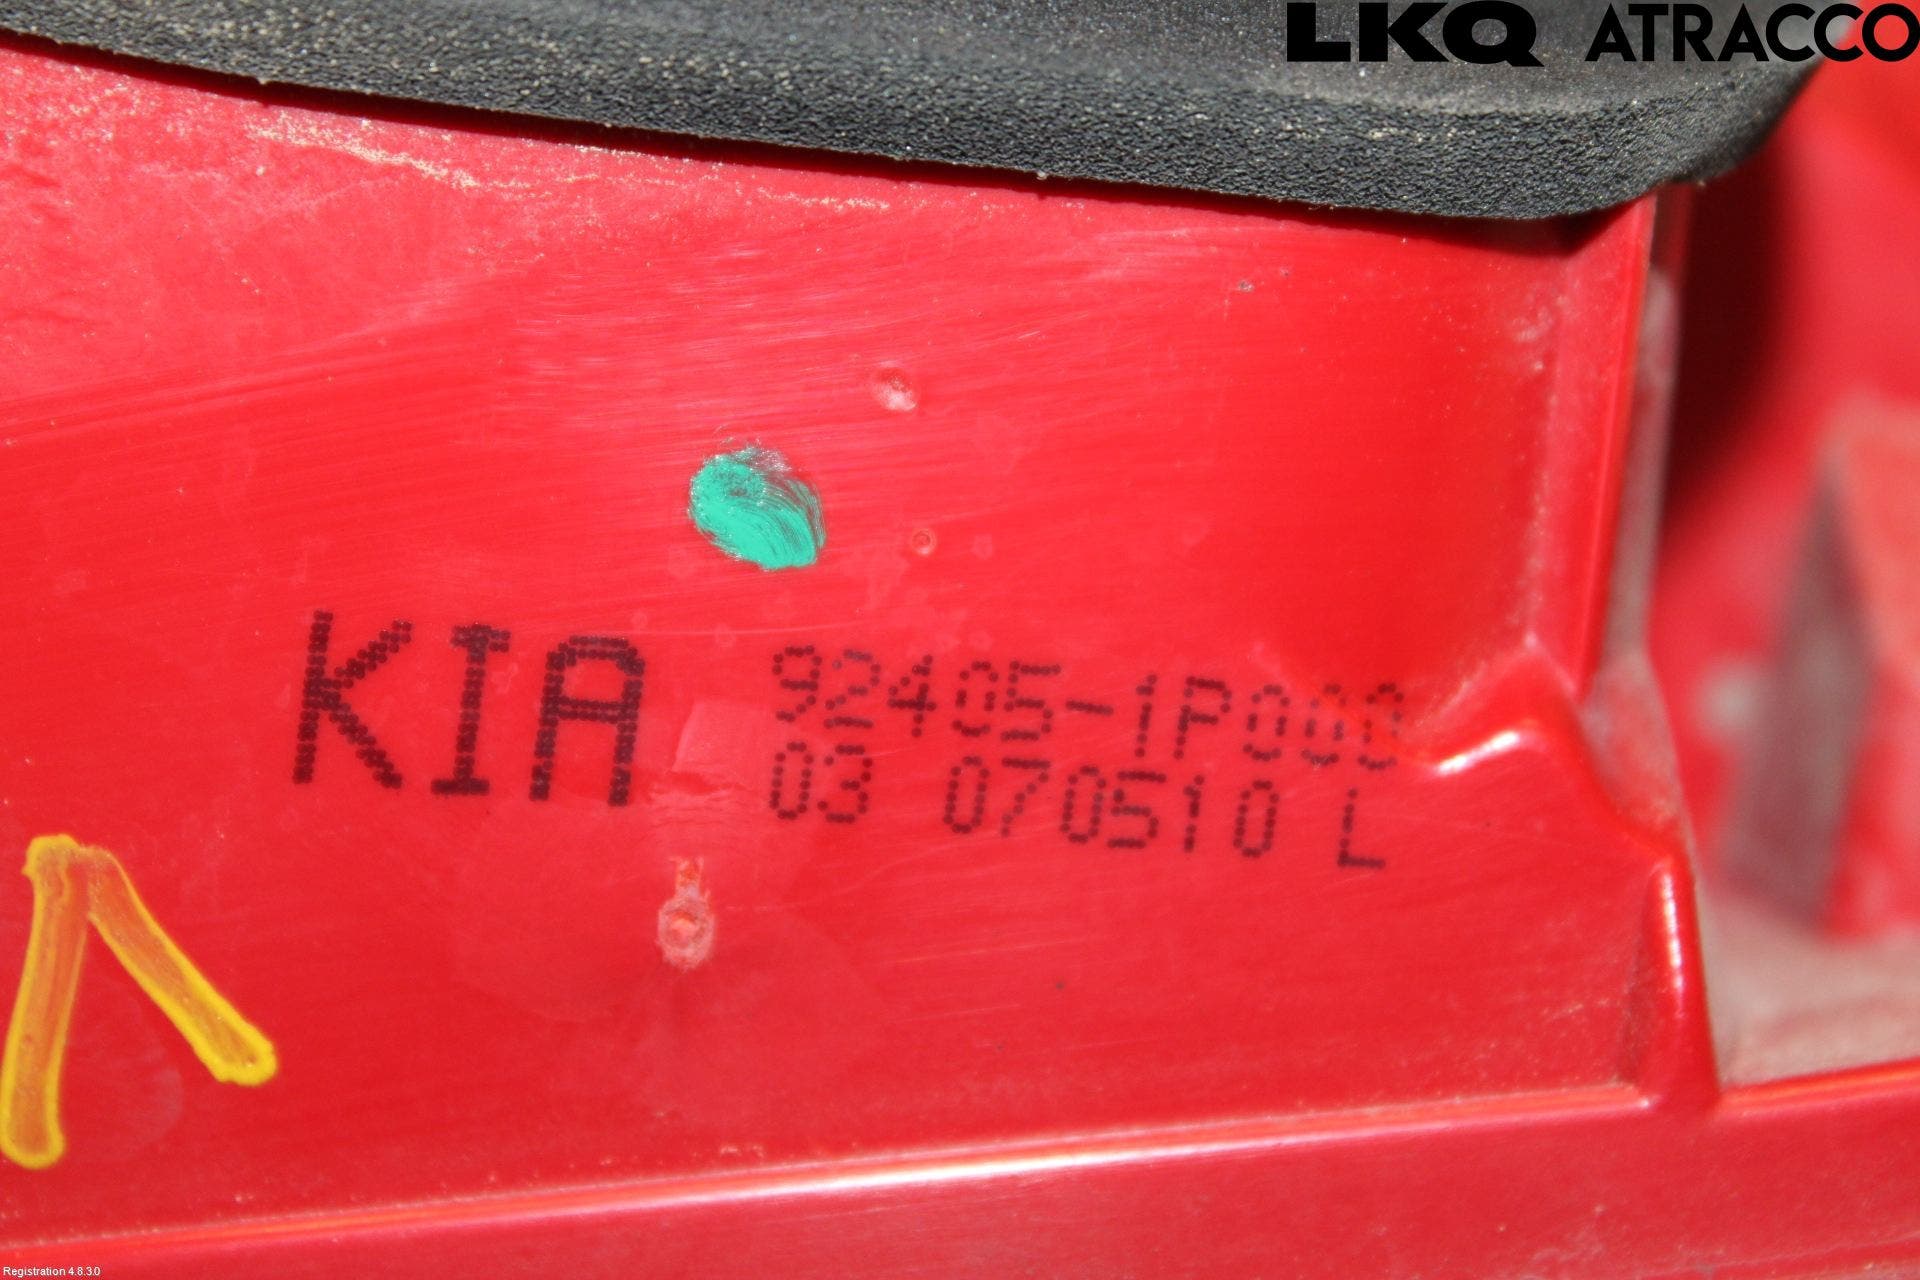 LKQ ATRACCO
KIA 92405-1P000
03 070510 L
Registration 4.8.3.0